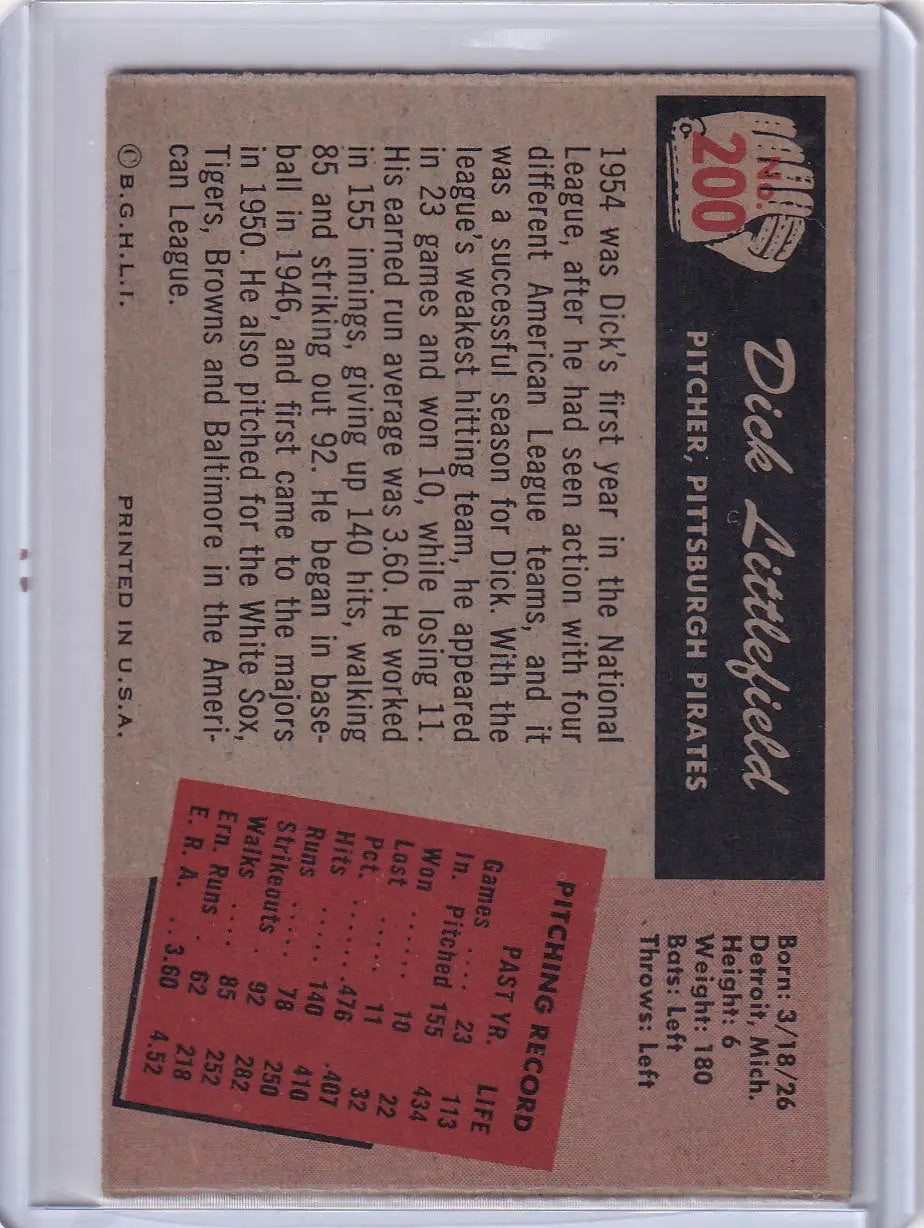 No.
200
Dick Littlefield
PITCHER, PITTSBURGH PIRATES
Born: 3/18/26
Detroit, Mich.
Height: 6
Weight: 180
Bats: Left
Throws: Left
1954 was Dick's first year in the National
League, after he had seen action with four
different American League teams, and it
was a successful season for Dick. With the
league's weakest hitting team, he appeared
in 23 games and won 10, while losing 11.
His earned run average was 3.60. He worked
in 155 innings, giving up 140 hits, walking
85 and striking out 92. He began in base-
ball in 1946, and first came to the majors
in 1950. He also pitched for the White Sox,
Tigers, Browns and Baltimore in the Ameri-
can League.
PITCHING RECORD
PAST YR. LIFE
Games .... 23 113
In. Pitched 155 434
Won ...... 10 22
Lost ..... 11 32
Pct. ......476 .407
Hits ..... 140 410
Runs .... 78 250
Strikeouts . 92 282
Walks .... 85 252
Ern. Runs . 62 218
E. R. A. .. 3.60 4.52
© B.G.H.L.I.
PRINTED IN U.S.A.